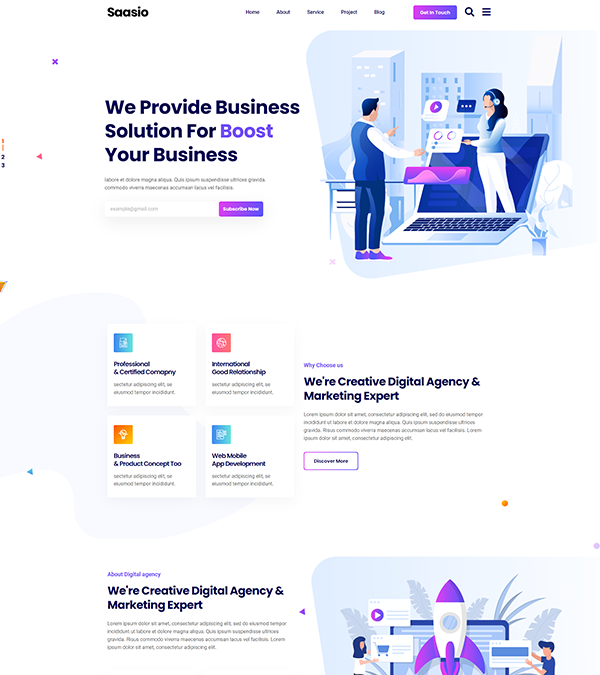 Saasio
Home About Service Project Blog Get In Touch
We Provide Business
Solution For Boost
Your Business
labore et dolore magna aliqua. Quis ipsum suspendisse ultrices gravida.
commodo viverra maecenas accumsan lacus vel facilisis.
example@gmail.com Subscribe Now
1
2
3
Professional
& Certified Comapny
sectetur adipiscing elit, se
eiusmod tempor incididunt.
International
Good Relationship
sectetur adipiscing elit, se
eiusmod tempor incididunt.
Business
& Product Concept Too
sectetur adipiscing elit, se
eiusmod tempor incididunt.
Web Mobile
App Development
sectetur adipiscing elit, se
eiusmod tempor incididunt.
Why Choose us
We're Creative Digital Agency &
Marketing Expert
Lorem ipsum dolor sit amet, consectetur adipiscing elit, sed do eiusmod tempor
incididunt ut labore et dolore magna aliqua. Quis ipsum suspendisse ultrices
gravida. Risus commodo viverra maecenas accumsan lacus vel facilisis. Lorem
ipsum dolor sit amet, consectetur adipiscing elit.
Discover More
About Digital agency
We're Creative Digital Agency &
Marketing Expert
Lorem ipsum dolor sit amet, consectetur adipiscing elit, sed do eiusmod tempor
incididunt ut labore et dolore magna aliqua. Quis ipsum suspendisse ultrices
gravida. Risus commodo viverra maecenas accumsan lacus vel facilisis. Lorem
ipsum dolor sit amet, consectetur adipiscing elit.